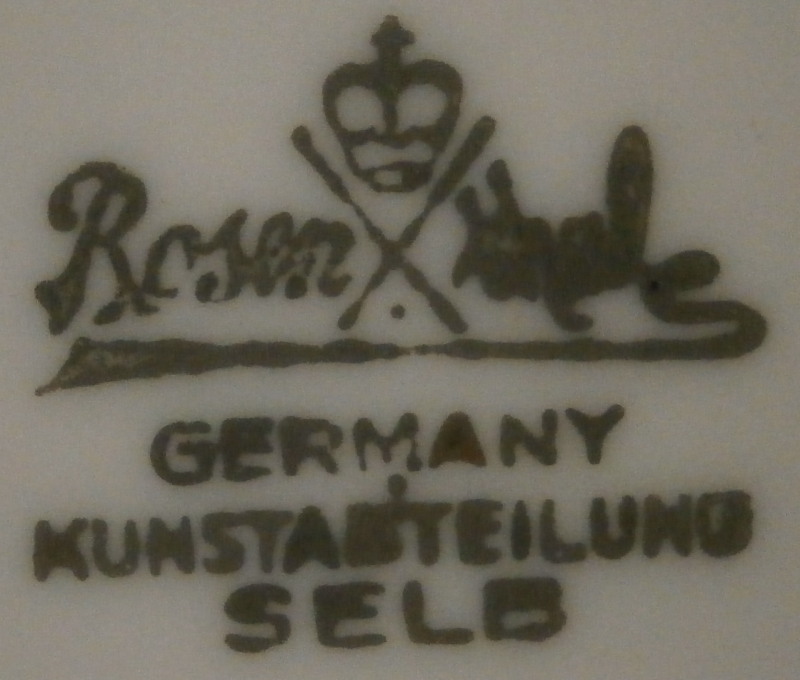 Rosenthal
GERMANY
KUNSTABTEILUNG
SELB